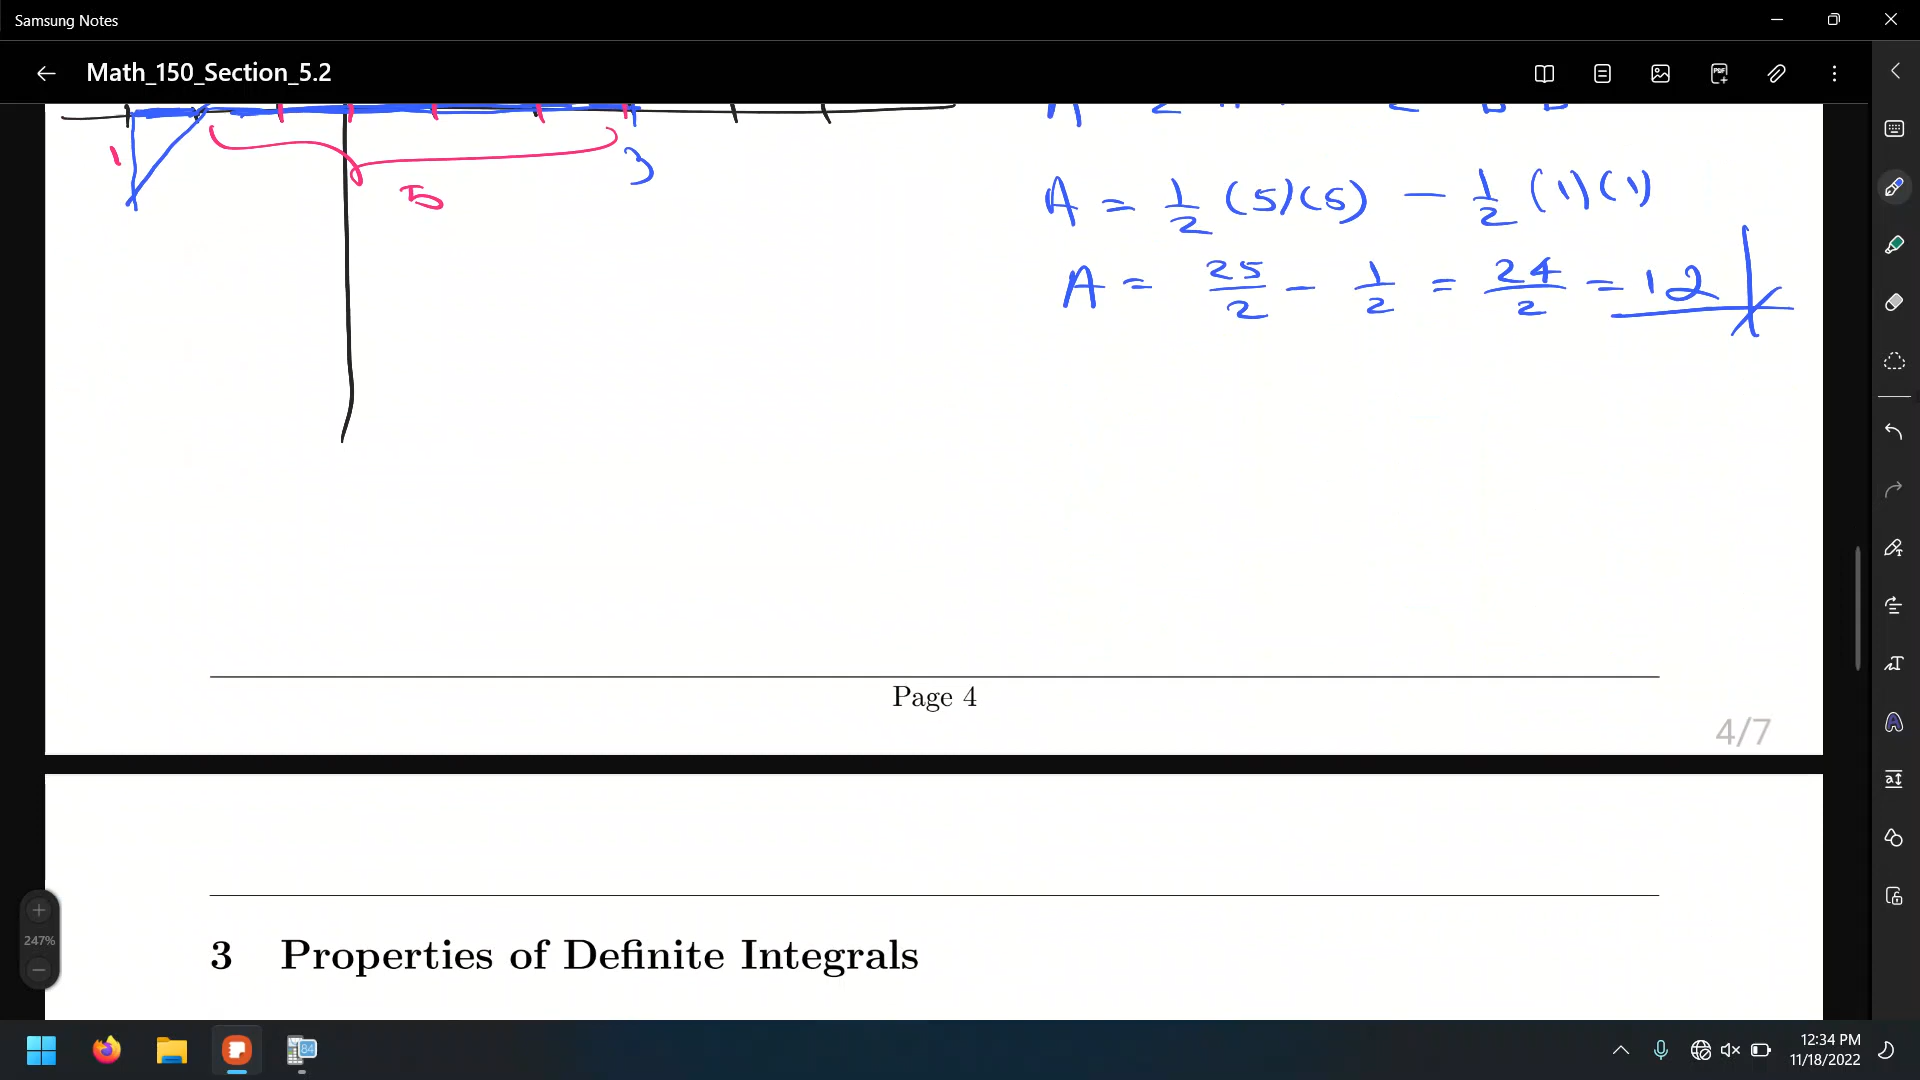 Samsung Notes
Math_150_Section_5.2
1
5
3
A = 1/2 (5)(5) − 1/2 (1)(1)
A = 25/2 − 1/2 = 24/2 = 12
Page 4
4/7
3 Properties of Definite Integrals
247%
12:34 PM
11/18/2022